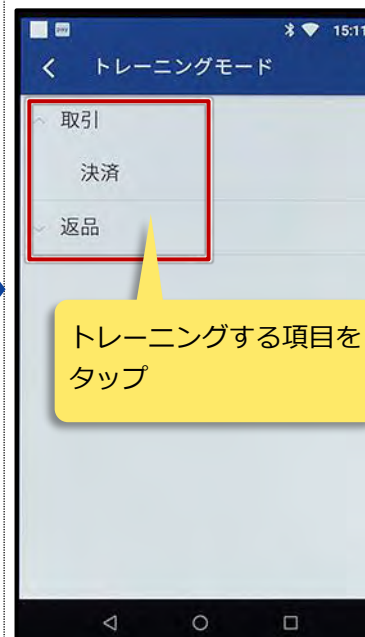 15:11
トレーニングモード
取引
決済
返品
トレーニングする項目を
タップ